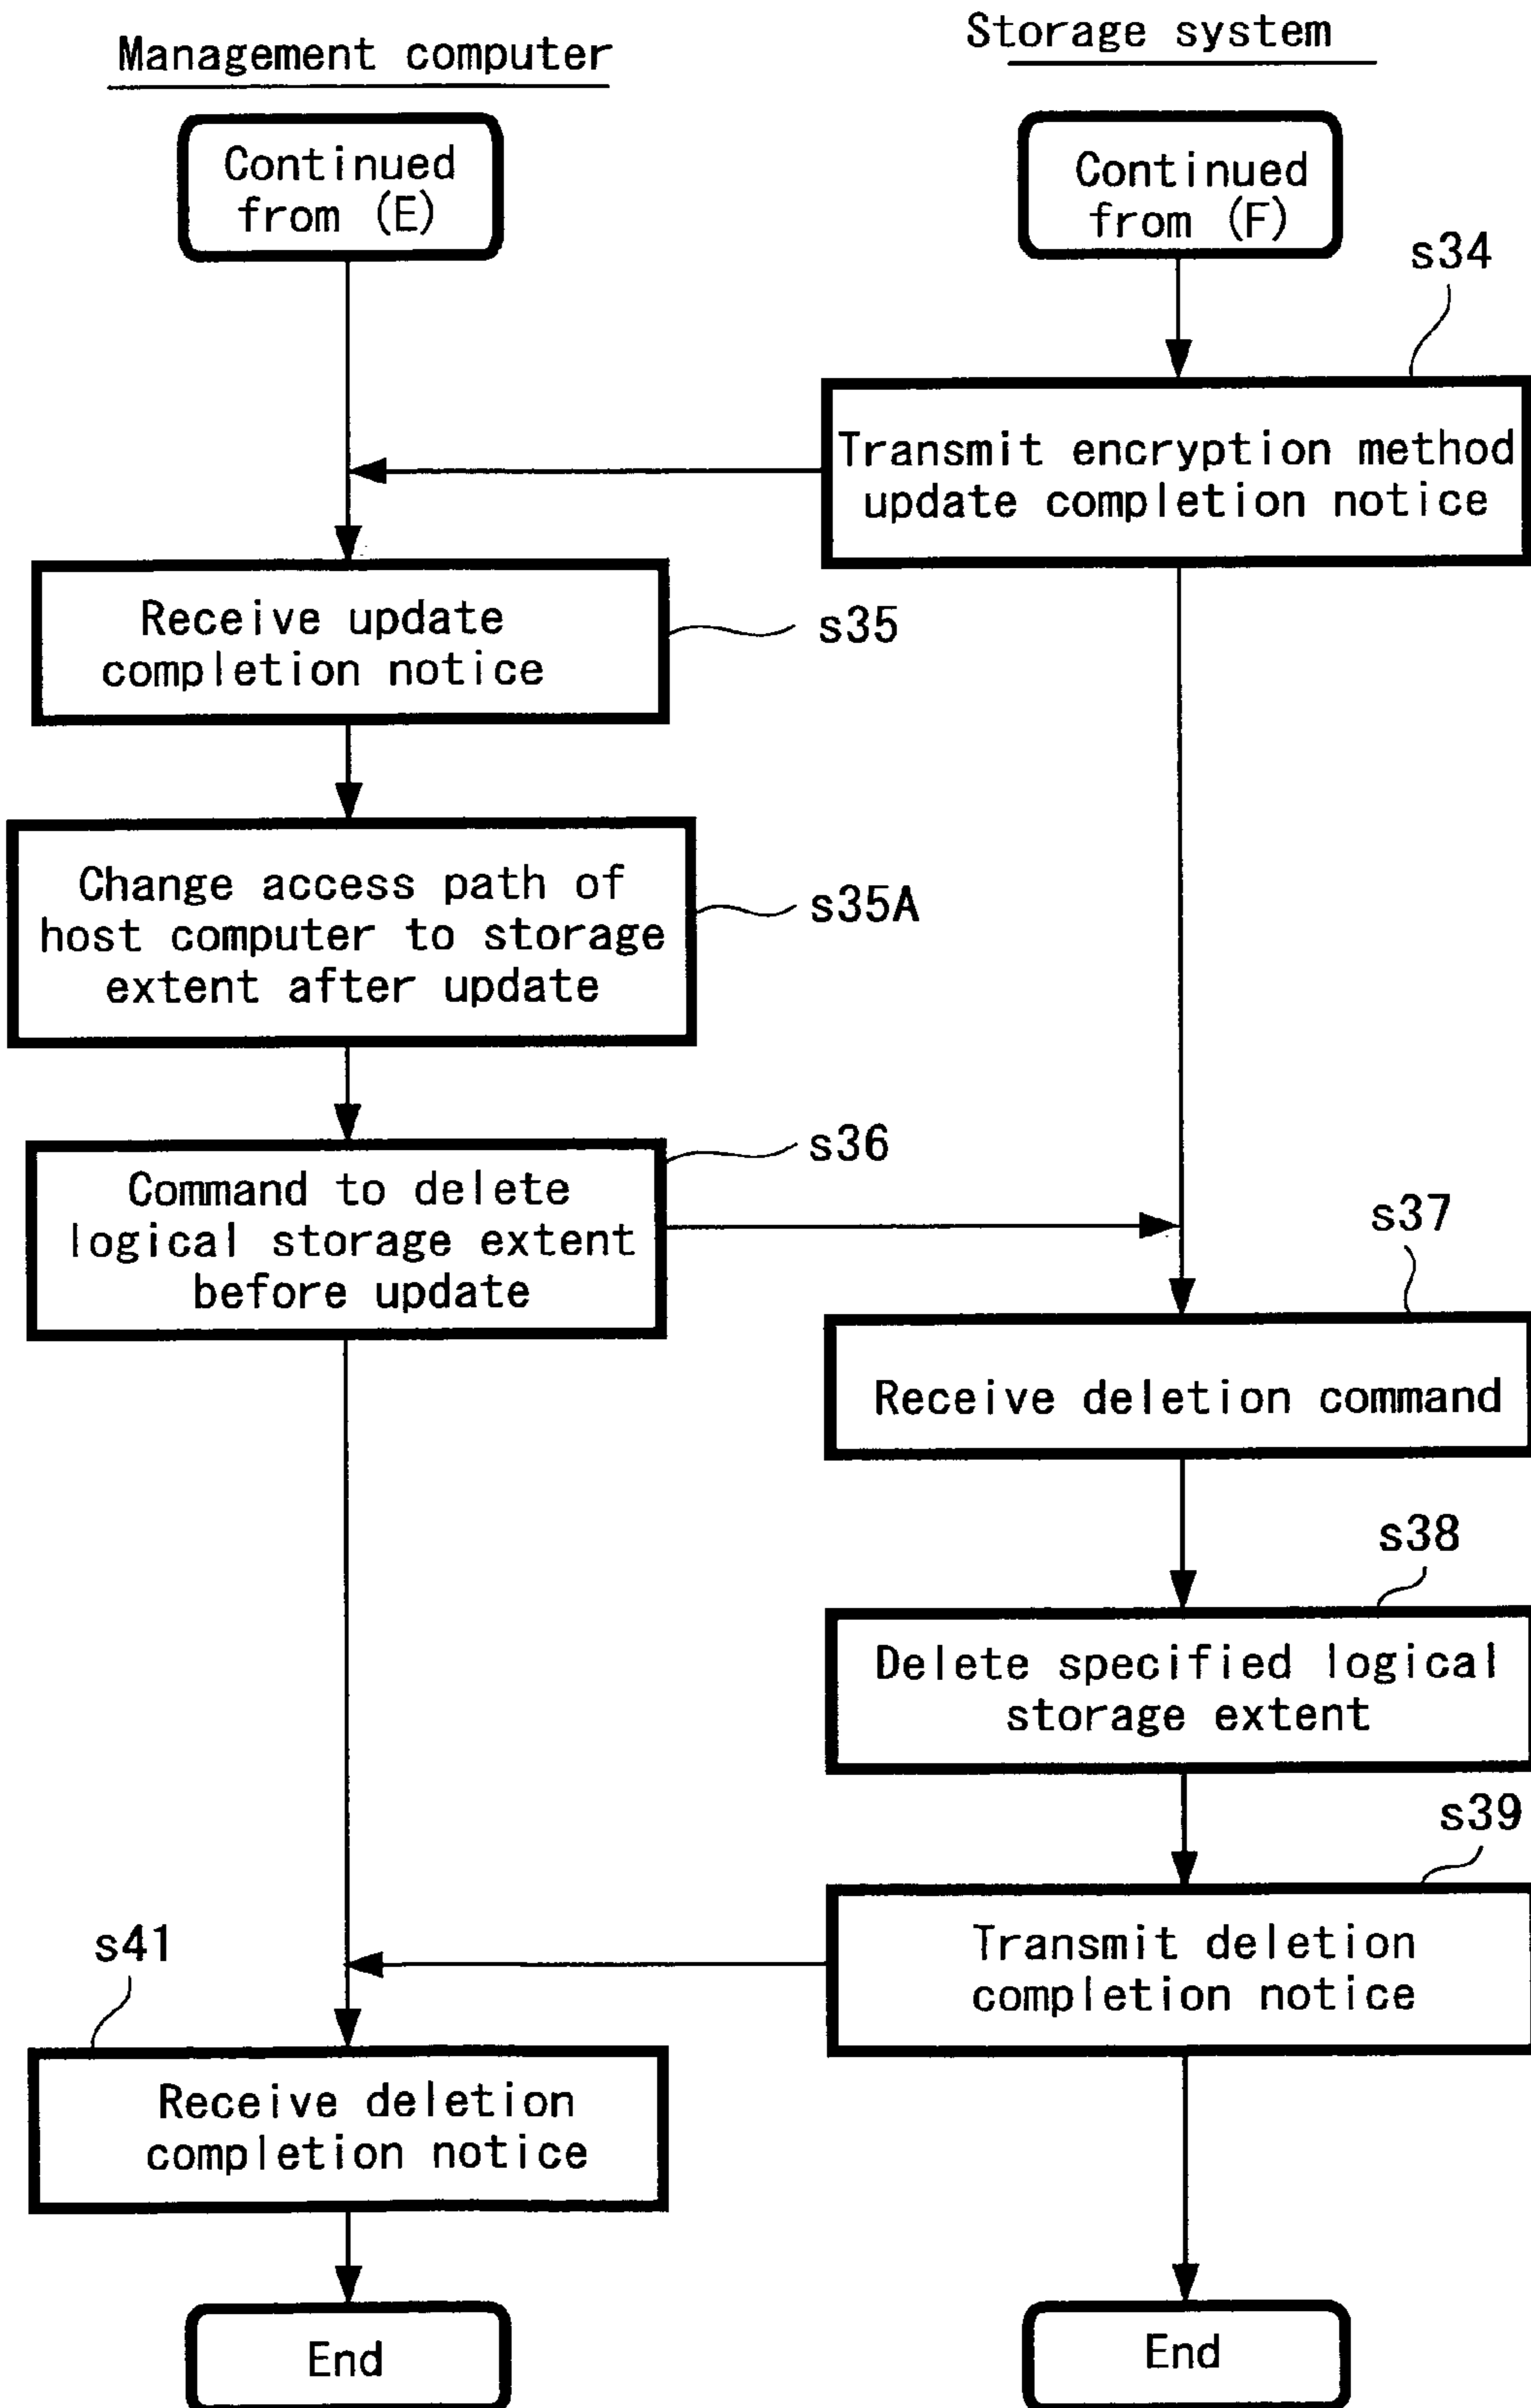 Management computer
Storage system
Continued
from (E)
Continued
from (F)
s34
Transmit encryption method
update completion notice
Receive update
completion notice
s35
Change access path of
host computer to storage
extent after update
s35A
Command to delete
logical storage extent
before update
s36
s37
Receive deletion command
s38
Delete specified logical
storage extent
s39
Transmit deletion
completion notice
s41
Receive deletion
completion notice
End
End